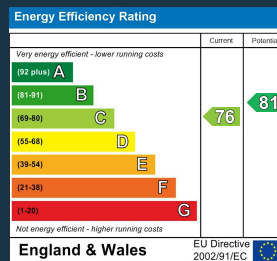 Energy Efficiency Rating
Current
Very energy efficient - lower running costs
(92 plus) A
(81-91) B
(69-80) C
(55-68) D
(39-54) E
(21-38) F
(1-20) G
76
81
Not energy efficient - higher running costs
England & Wales
EU Directive
2002/91/EC